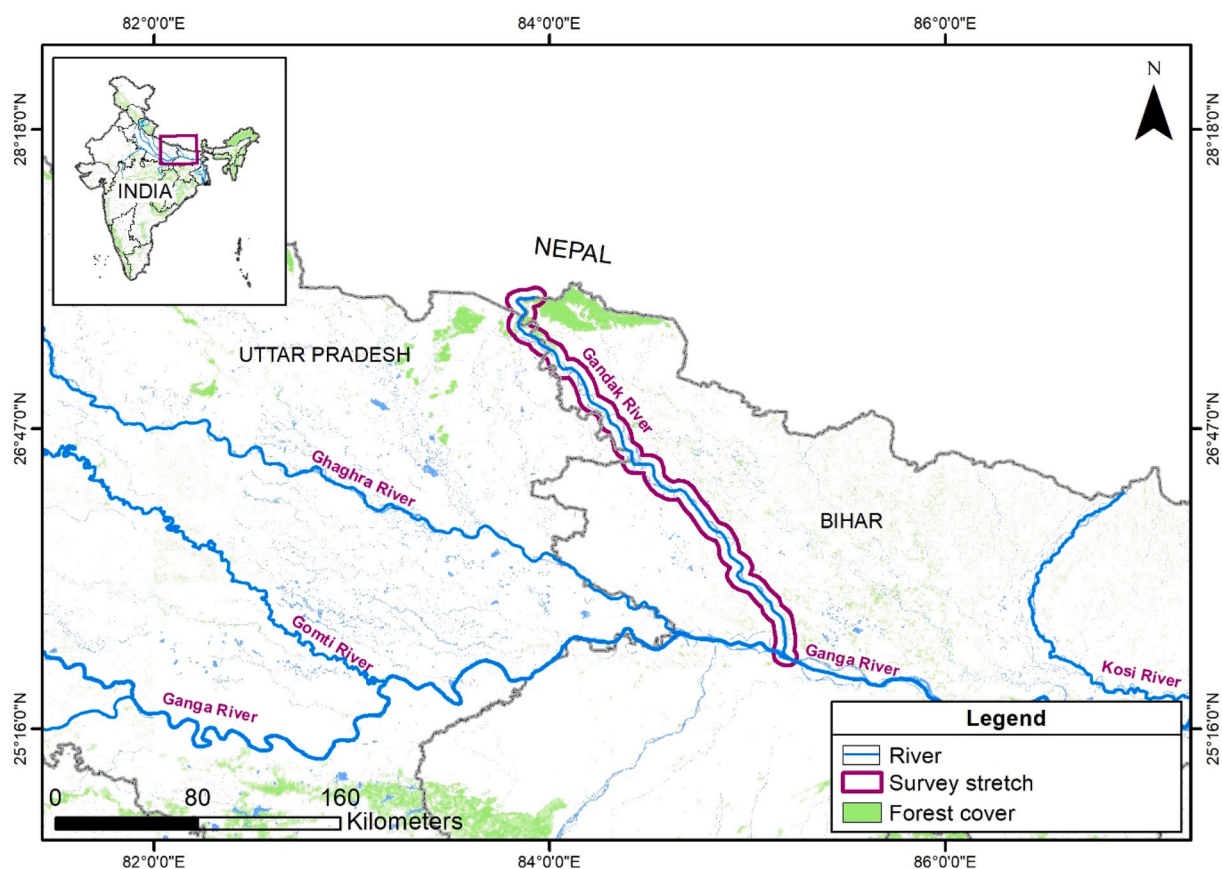 82°0'0"E 84°0'0"E 86°0'0"E
28°18'0"N
28°18'0"N
N
INDIA
NEPAL
UTTAR PRADESH
Gandak River
26°47'0"N
26°47'0"N
Ghaghra River
BIHAR
Gomti River
Ganga River
Kosi River
Ganga River
25°16'0"N
25°16'0"N
Legend
River
Survey stretch
Forest cover
0 80 160
Kilometers
82°0'0"E 84°0'0"E 86°0'0"E